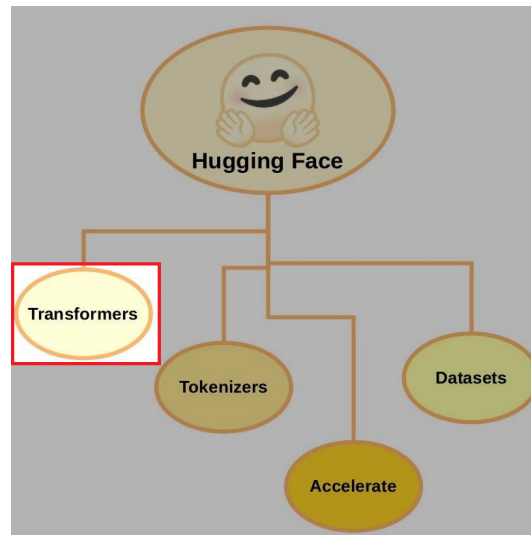 Hugging Face
Transformers
Tokenizers
Datasets
Accelerate